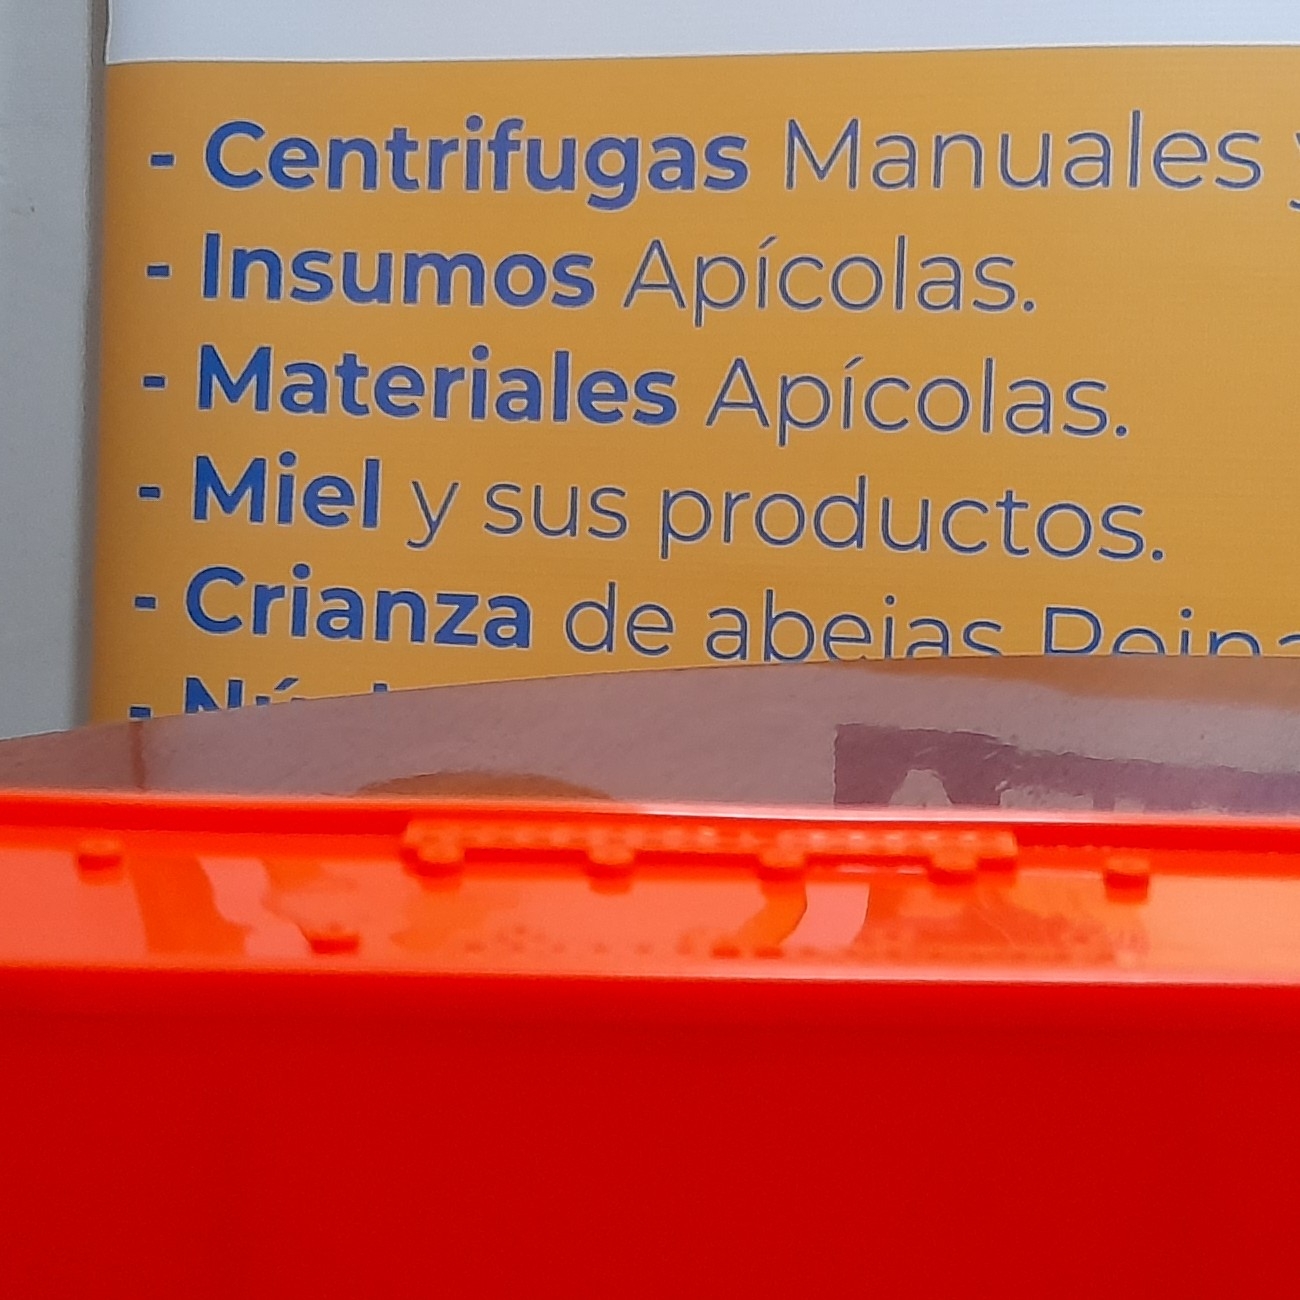 - Centrifugas Manuales y
- Insumos Apícolas.
- Materiales Apícolas.
- Miel y sus productos.
- Crianza de abejas